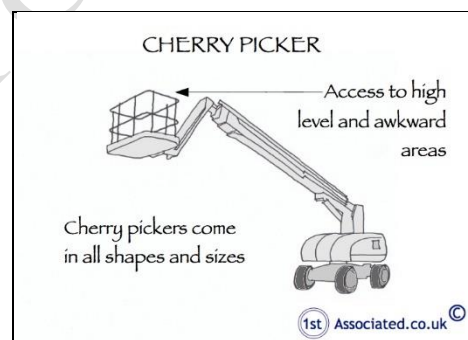 CHERRY PICKER
Access to high
level and awkward
areas
Cherry pickers come
in all shapes and sizes
1st Associated.co.uk ©